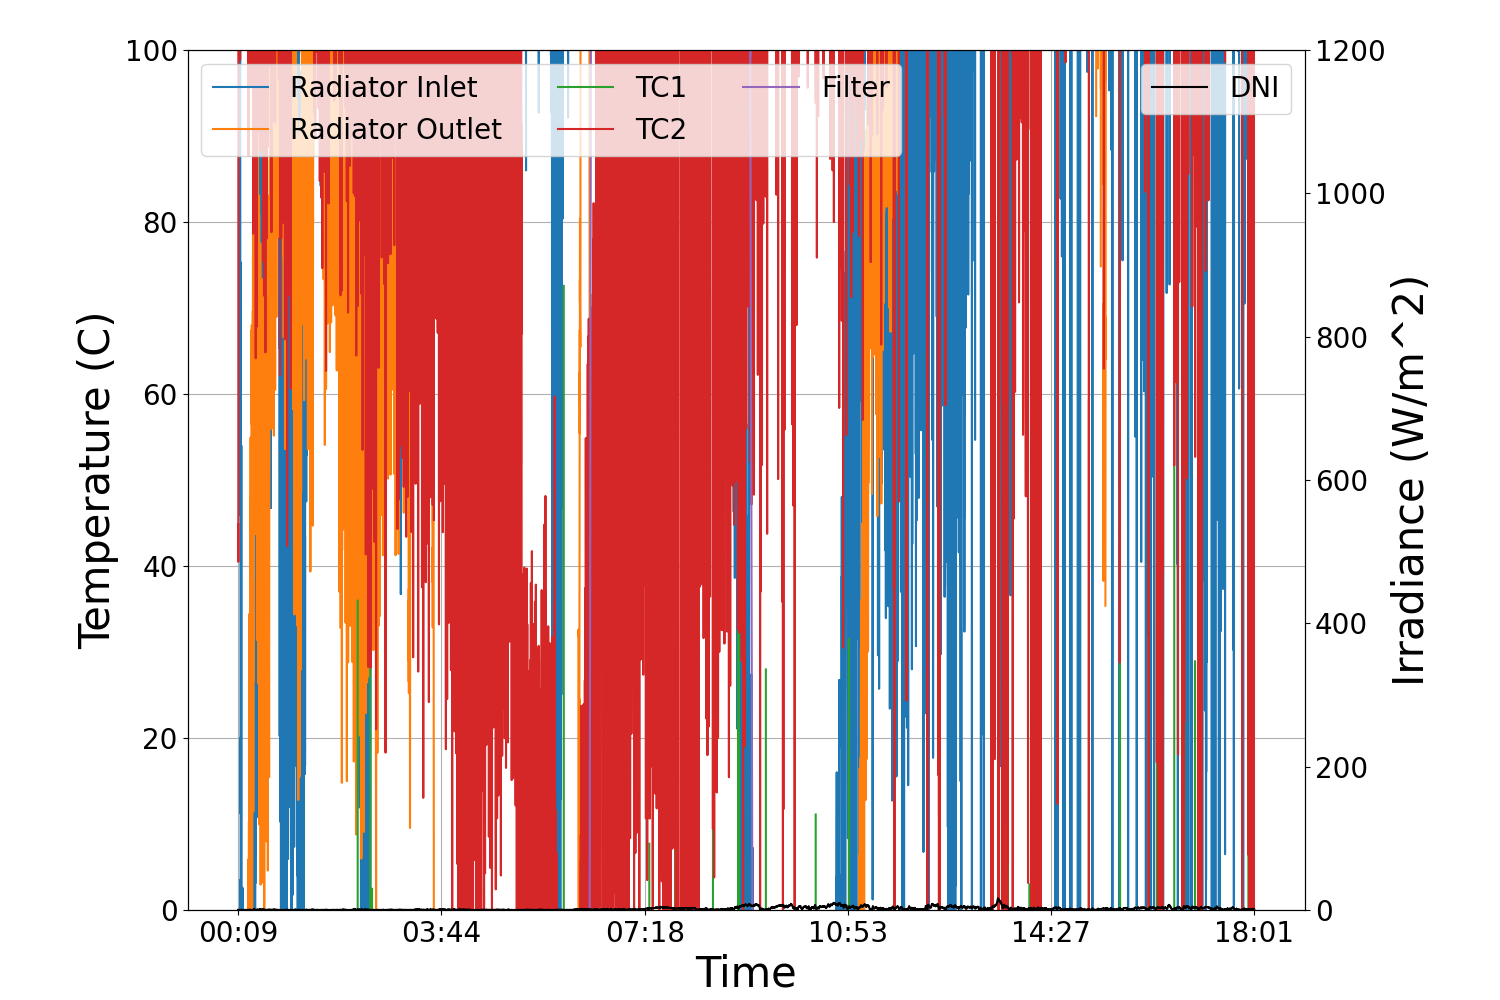 100
80
60
40
20
0
Temperature (C)
Radiator Inlet
Radiator Outlet
TC1
TC2
Filter
DNI
1200
1000
800
600
400
200
0
Irradiance (W/m^2)
00:09 03:44 07:18 10:53 14:27 18:01
Time